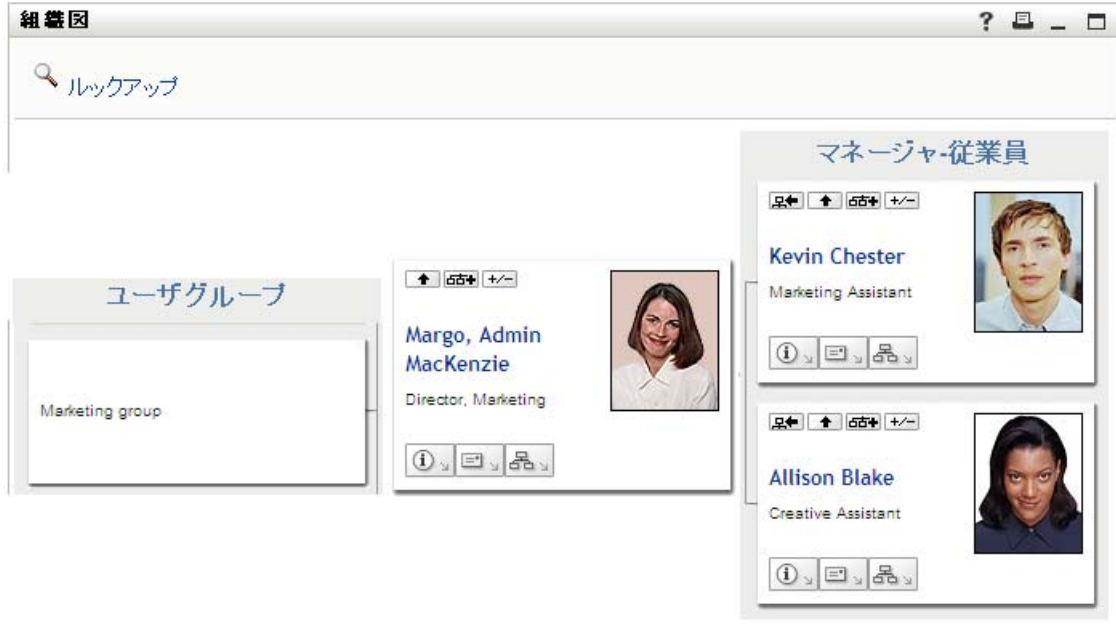 組織図
?
ルックアップ
ユーザグループ
Marketing group
+/-
Margo, Admin
MacKenzie
Director, Marketing
マネージャ-従業員
+/-
Kevin Chester
Marketing Assistant
+/-
Allison Blake
Creative Assistant